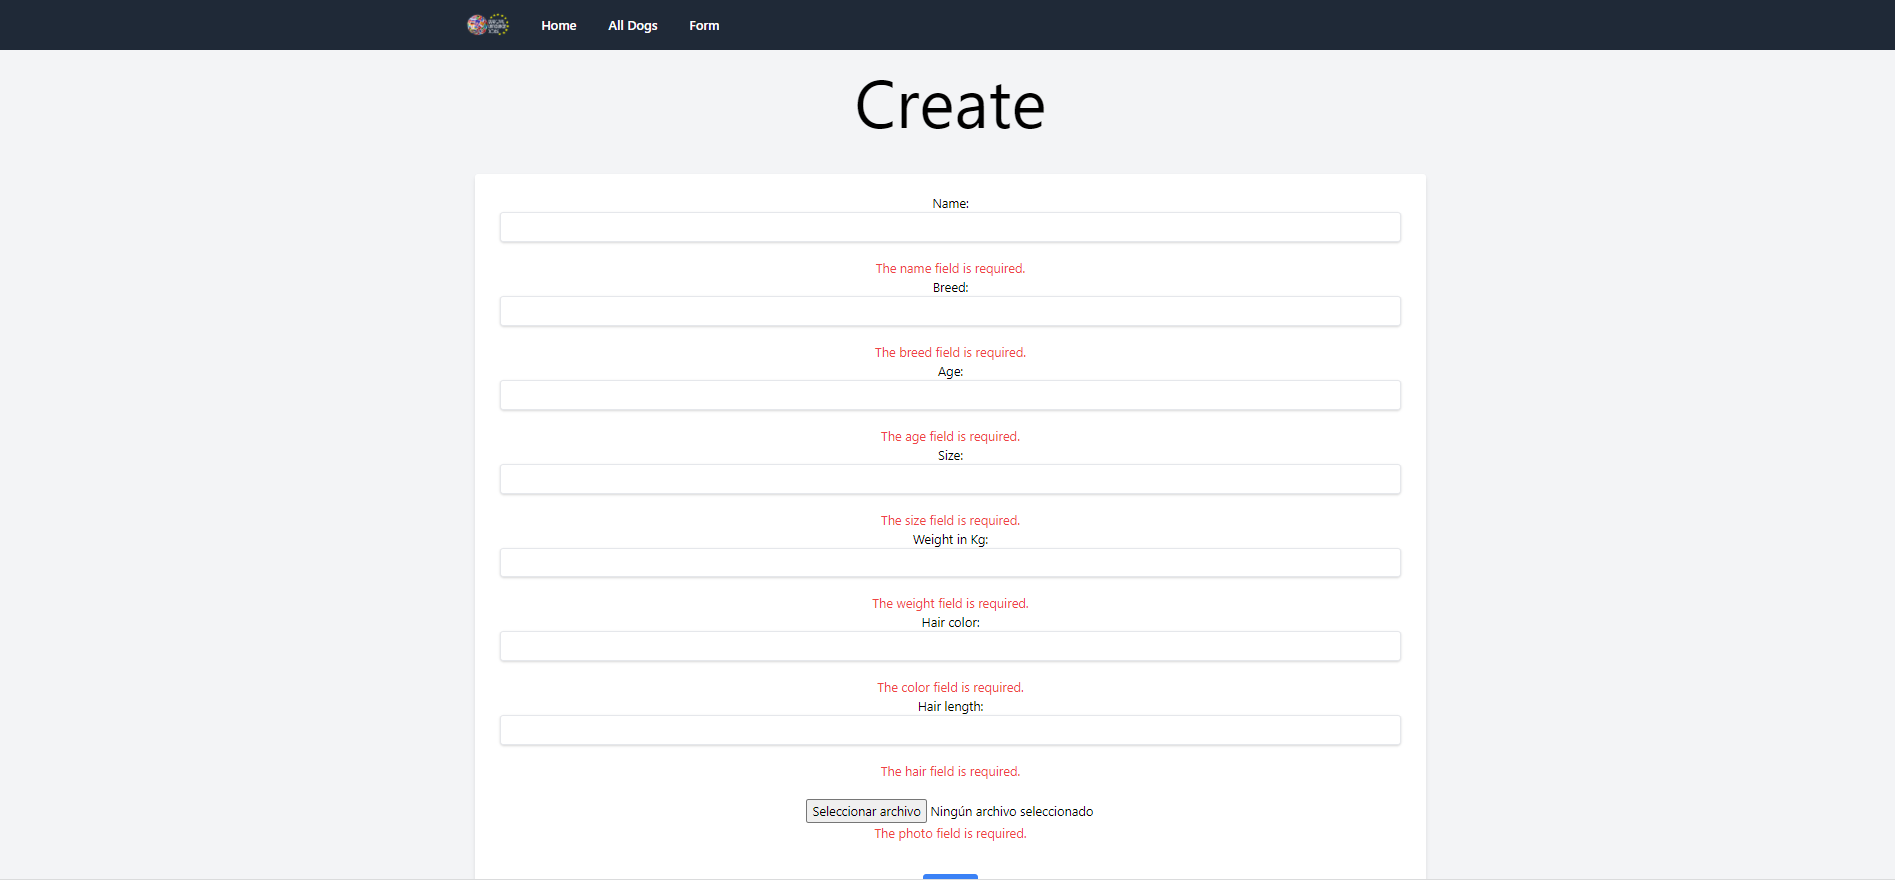 Home All Dogs Form
Create
Name:
The name field is required.
Breed:
The breed field is required.
Age:
The age field is required.
Size:
The size field is required.
Weight in Kg:
The weight field is required.
Hair color:
The color field is required.
Hair length:
The hair field is required.
Seleccionar archivo Ningún archivo seleccionado
The photo field is required.